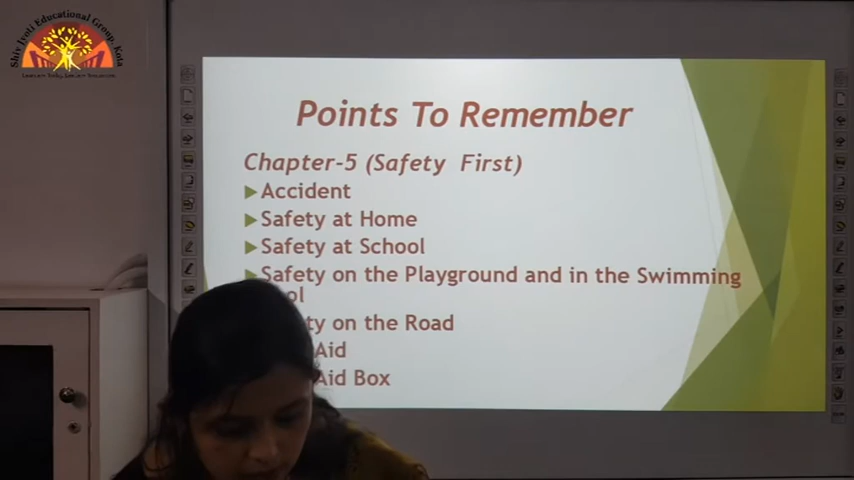 Shiv Jyoti Educational Group, Kota
Points To Remember
Chapter-5 (Safety First)
Accident
Safety at Home
Safety at School
Safety on the Playground and in the Swimming
on the Road
Aid
Aid Box